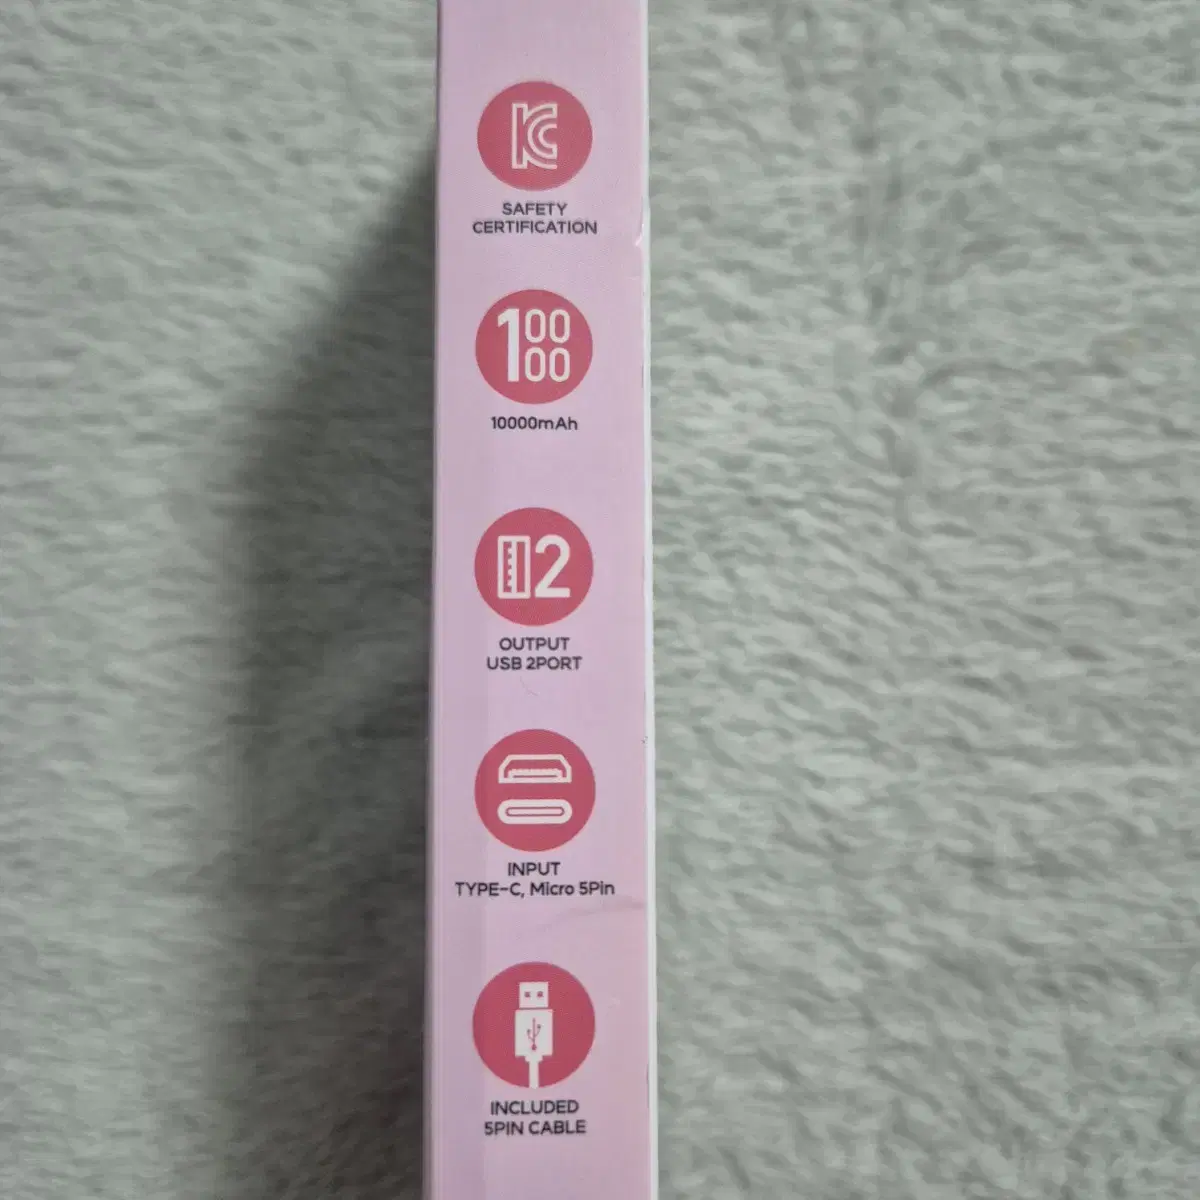 KC
SAFETY
CERTIFICATION
10000
10000mAh
2
OUTPUT
USB 2PORT
INPUT
TYPE-C, Micro 5Pin
INCLUDED
5PIN CABLE